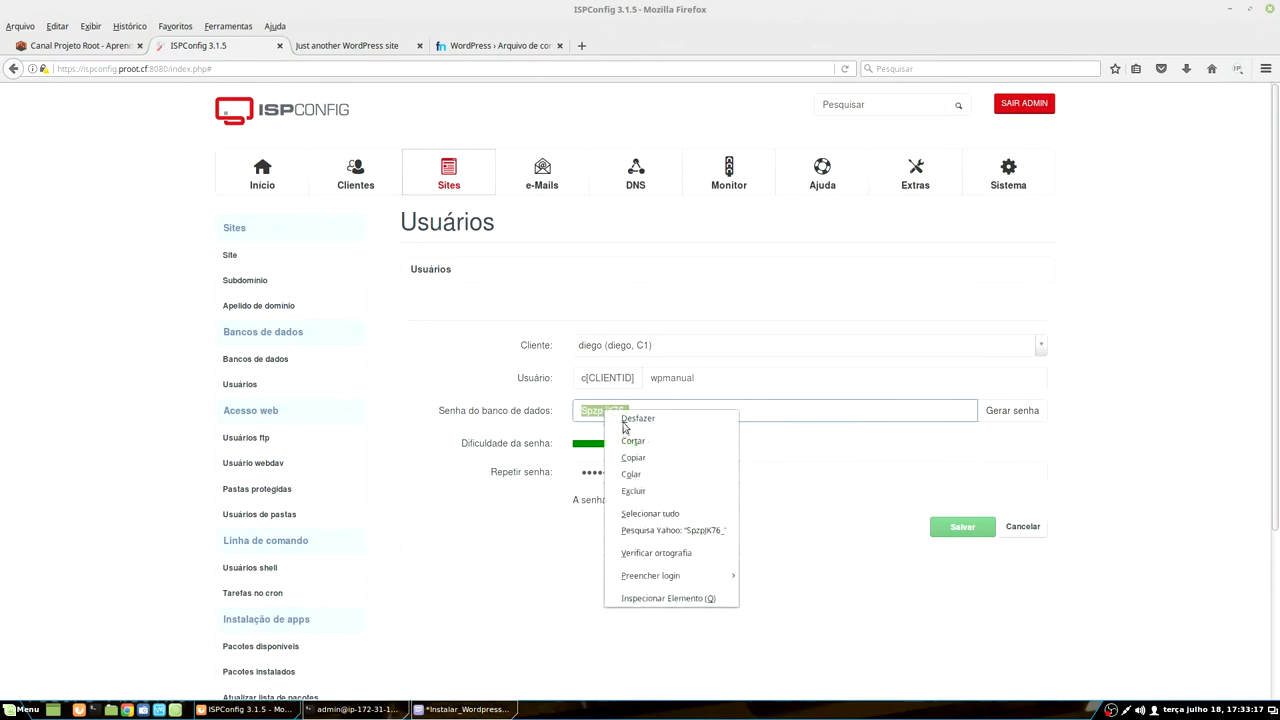 ISPConfig 3.1.5 - Mozilla Firefox
Arquivo Editar Exibir Histórico Favoritos Ferramentas Ajuda
Canal Projeto Root - Apren
ISPConfig 3.1.5
Just another WordPress site
WordPress › Arquivo de co
https://ispconfig.proot.cf:8080/index.php#
Pesquisar
ISPCONFIG
Pesquisar
SAIR ADMIN
Início
Clientes
Sites
e-Mails
DNS
Monitor
Ajuda
Extras
Sistema
Sites
Site
Subdomínio
Apelido de domínio
Bancos de dados
Bancos de dados
Usuários
Acesso web
Usuários ftp
Usuário webdav
Pastas protegidas
Usuários de pastas
Linha de comando
Usuários shell
Tarefas no cron
Instalação de apps
Pacotes disponíveis
Pacotes instalados
Atualizar lista de pacotes
Usuários
Usuários
Cliente: diego (diego, C1)
Usuário: c[CLIENTID] wpmanual
Senha do banco de dados: Gerar senha
Dificuldade da senha:
Repetir senha: •••••
A senha
Salvar Cancelar
Desfazer
Cortar
Copiar
Colar
Excluir
Selecionar tudo
Pesquisa Yahoo: "SpzpJK76_"
Verificar ortografia
Preencher login
Inspecionar Elemento (Q)
Menu
ISPConfig 3.1.5 - Mo...
admin@ip-172-31-1...
*Instalar_Wordpress...
terça julho 18, 17:33:17